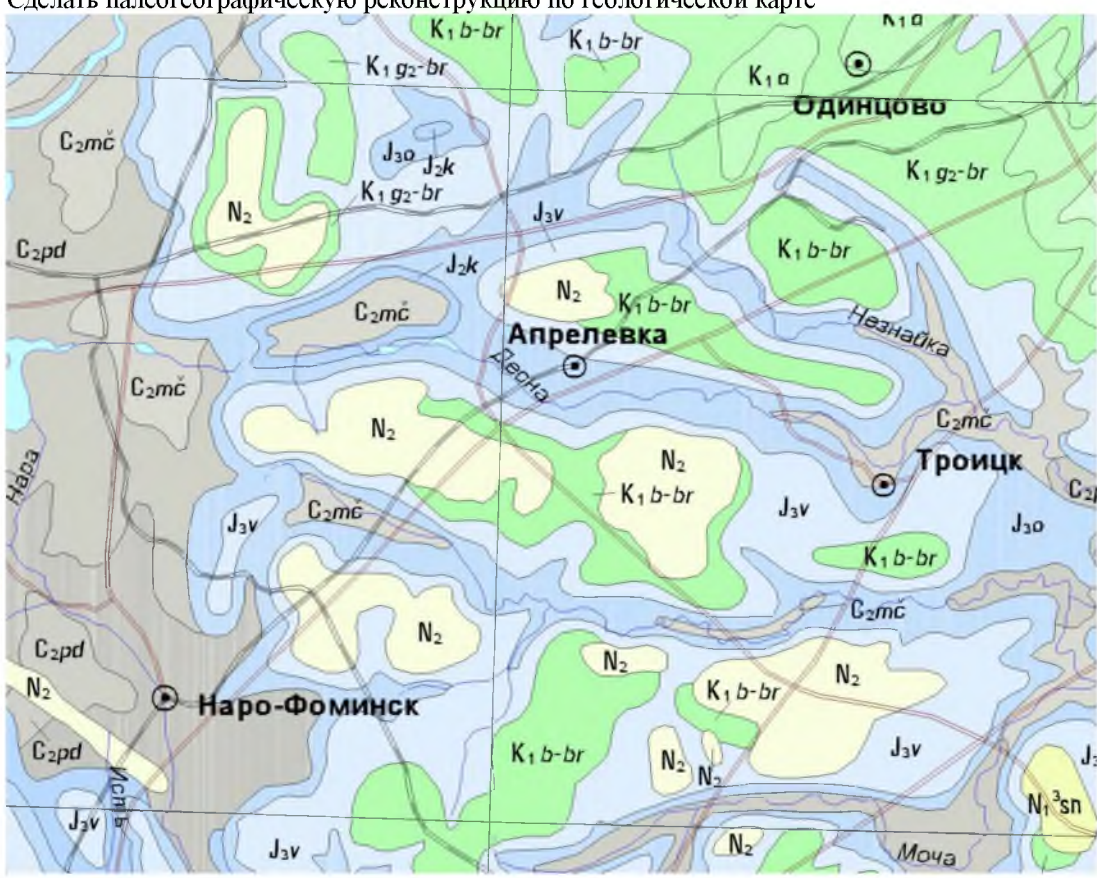 Сделать палеогеографическую реконструкцию по геологической карте
K₁ b-br
K₁ b-br
K₁ a
K₁ g₂-br
K₁ a
Одинцово
C₂mč
J₃o
J₂k
K₁ g₂-br
K₁ g₂-br
N₂
J₃v
C₂pd
K₁ b-br
J₂k
N₂
C₂mč
K₁ b-br
Незнайка
Апрелевка
Десна
C₂mč
C₂mč
N₂
N₂
Троицк
Нара
K₁ b-br
C₂mč
J₃v
J₃v
J₃o
K₁ b-br
C₂mč
N₂
C₂pd
N₂
N₂
N₂
K₁ b-br
Наро-Фоминск
C₂pd
K₁ b-br
J₃v
N₂
N₂
Исть
N₁³sn
J₃v
J₃v
N₂
Моча